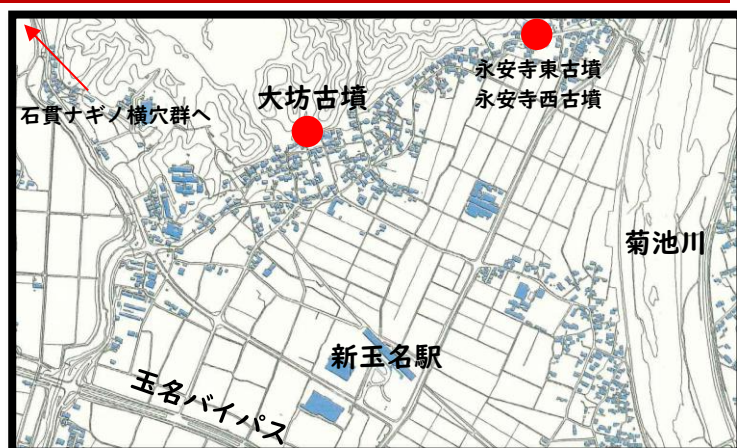 永安寺東古墳
永安寺西古墳
大坊古墳
石貫ナギノ横穴群へ
菊池川
新玉名駅
玉名バイパス